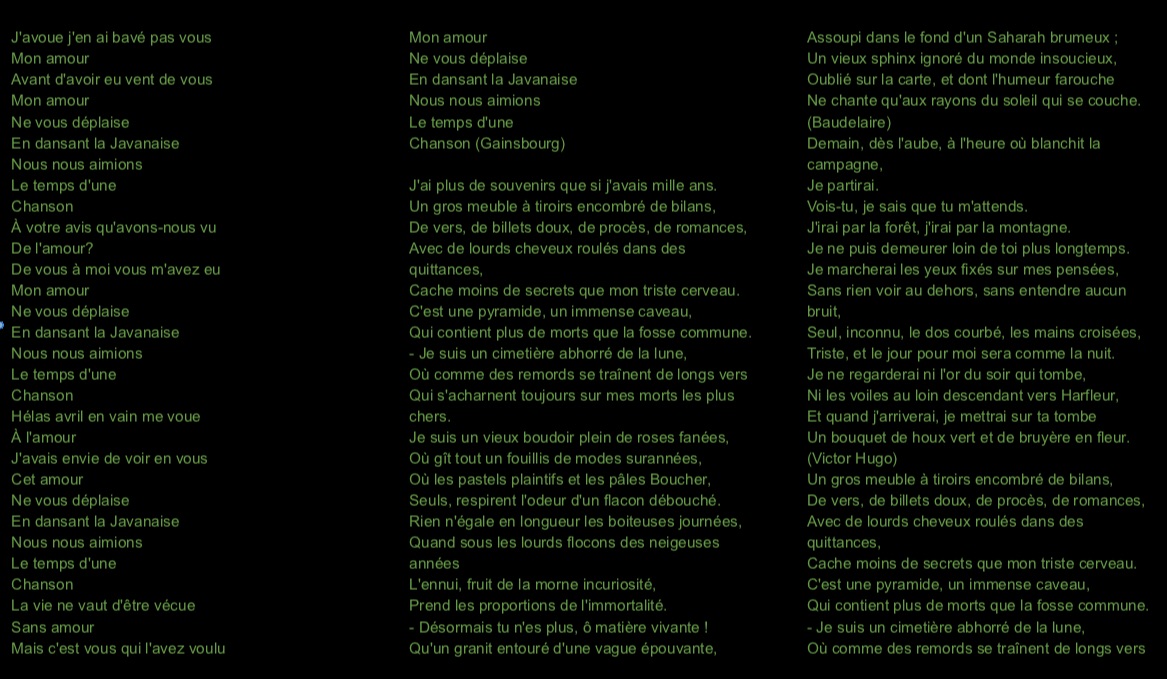 J'avoue j'en ai bavé pas vous
Mon amour
Avant d'avoir eu vent de vous
Mon amour
Ne vous déplaise
En dansant la Javanaise
Nous nous aimions
Le temps d'une
Chanson
À votre avis qu'avons-nous vu
De l'amour?
De vous à moi vous m'avez eu
Mon amour
Ne vous déplaise
En dansant la Javanaise
Nous nous aimions
Le temps d'une
Chanson
Hélas avril en vain me voue
À l'amour
J'avais envie de voir en vous
Cet amour
Ne vous déplaise
En dansant la Javanaise
Nous nous aimions
Le temps d'une
Chanson
La vie ne vaut d'être vécue
Sans amour
Mais c'est vous qui l'avez voulu
Mon amour
Ne vous déplaise
En dansant la Javanaise
Nous nous aimions
Le temps d'une
Chanson (Gainsbourg)
J'ai plus de souvenirs que si j'avais mille ans.
Un gros meuble à tiroirs encombré de bilans,
De vers, de billets doux, de procès, de romances,
Avec de lourds cheveux roulés dans des
quittances,
Cache moins de secrets que mon triste cerveau.
C'est une pyramide, un immense caveau,
Qui contient plus de morts que la fosse commune.
- Je suis un cimetière abhorré de la lune,
Où comme des remords se traînent de longs vers
Qui s'acharnent toujours sur mes morts les plus
chers.
Je suis un vieux boudoir plein de roses fanées,
Où gît tout un fouillis de modes surannées,
Où les pastels plaintifs et les pâles Boucher,
Seuls, respirent l'odeur d'un flacon débouché.
Rien n'égale en longueur les boiteuses journées,
Quand sous les lourds flocons des neigeuses
années
L'ennui, fruit de la morne incuriosité,
Prend les proportions de l'immortalité.
- Désormais tu n'es plus, ô matière vivante !
Qu'un granit entouré d'une vague épouvante,
Assoupi dans le fond d'un Saharah brumeux ;
Un vieux sphinx ignoré du monde insoucieux,
Oublié sur la carte, et dont l'humeur farouche
Ne chante qu'aux rayons du soleil qui se couche.
(Baudelaire)
Demain, dès l'aube, à l'heure où blanchit la
campagne,
Je partirai.
Vois-tu, je sais que tu m'attends.
J'irai par la forêt, j'irai par la montagne.
Je ne puis demeurer loin de toi plus longtemps.
Je marcherai les yeux fixés sur mes pensées,
Sans rien voir au dehors, sans entendre aucun
bruit,
Seul, inconnu, le dos courbé, les mains croisées,
Triste, et le jour pour moi sera comme la nuit.
Je ne regarderai ni l'or du soir qui tombe,
Ni les voiles au loin descendant vers Harfleur,
Et quand j'arriverai, je mettrai sur ta tombe
Un bouquet de houx vert et de bruyère en fleur.
(Victor Hugo)
Un gros meuble à tiroirs encombré de bilans,
De vers, de billets doux, de procès, de romances,
Avec de lourds cheveux roulés dans des
quittances,
Cache moins de secrets que mon triste cerveau.
C'est une pyramide, un immense caveau,
Qui contient plus de morts que la fosse commune.
- Je suis un cimetière abhorré de la lune,
Où comme des remords se traînent de longs vers